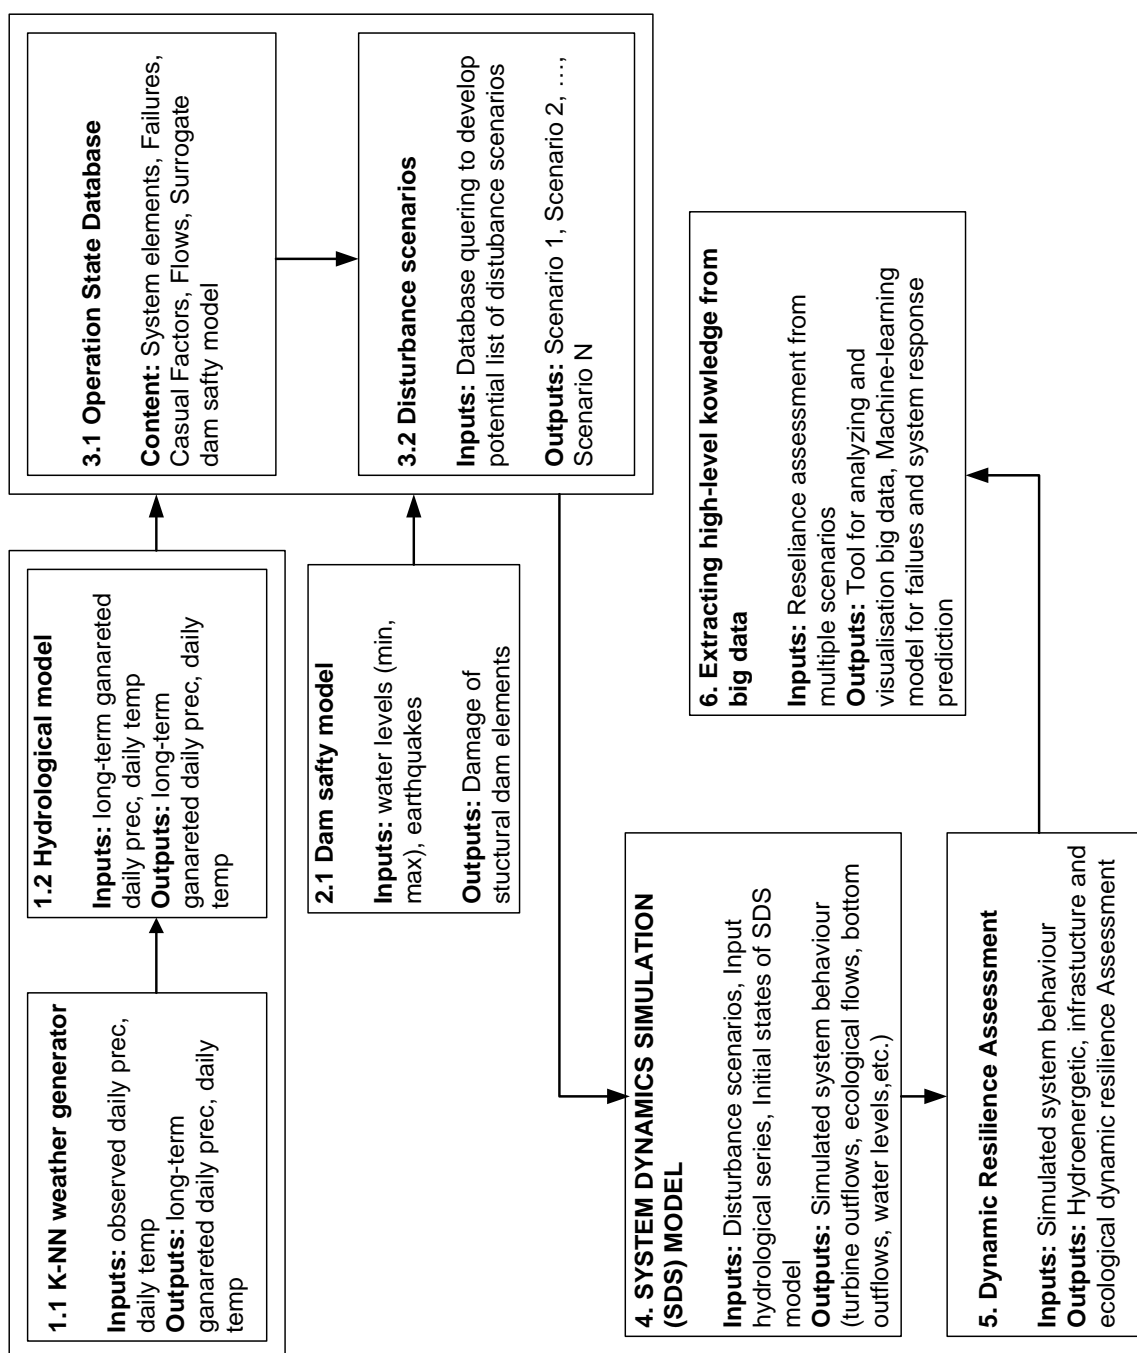 1.1 K-NN weather generator
Inputs: observed daily prec,
daily temp
Outputs: long-term
ganareted daily prec, daily
temp
1.2 Hydrological model
Inputs: long-term ganareted
daily prec, daily temp
Outputs: long-term
ganareted daily prec, daily
temp
2.1 Dam safty model
Inputs: water levels (min,
max), earthquakes
Outputs: Damage of
stuctural dam elements
3.1 Operation State Database
Content: System elements, Failures,
Casual Factors, Flows, Surrogate
dam safty model
3.2 Disturbance scenarios
Inputs: Database quering to develop
potential list of distubance scenarios
Outputs: Scenario 1, Scenario 2, …,
Scenario N
4. SYSTEM DYNAMICS SIMULATION
(SDS) MODEL
Inputs: Disturbance scenarios, Input
hydrological series, Initial states of SDS
model
Outputs: Simulated system behaviour
(turbine outflows, ecological flows, bottom
outflows, water levels,etc.)
5. Dynamic Resilience Assessment
Inputs: Simulated system behaviour
Outputs: Hydroenergetic, infrastucture and
ecological dynamic resilience Assessment
6. Extracting high-level kowledge from
big data
Inputs: Reseliance assessment from
multiple scenarios
Outputs: Tool for analyzing and
visualisation big data, Machine-learning
model for failues and system response
prediction